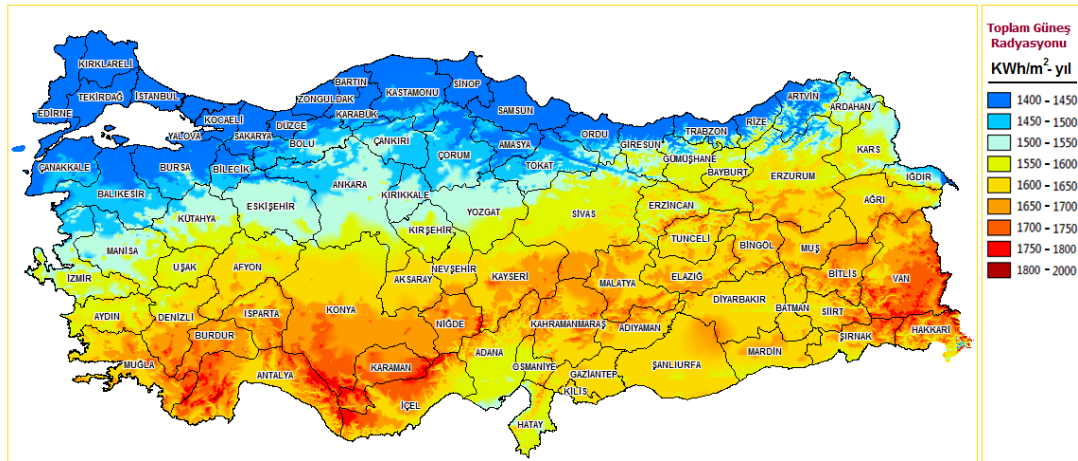 Toplam Güneş
Radyasyonu
KWh/m²- yıl
1400 - 1450
1450 - 1500
1500 - 1550
1550 - 1600
1600 - 1650
1650 - 1700
1700 - 1750
1750 - 1800
1800 - 2000
KIRKLARELİ
TEKİRDAĞ
İSTANBUL
EDİRNE
KOCAELİ
YALOVA
SAKARYA
DÜZCE
ZONGULDAK
BARTIN
KARABÜK
KASTAMONU
SİNOP
SAMSUN
ORDU
GİRESUN
TRABZON
RİZE
ARTVİN
ARDAHAN
KARS
IĞDIR
ÇANAKKALE
BURSA
BİLECİK
BOLU
ÇANKIRI
ÇORUM
AMASYA
TOKAT
GÜMÜŞHANE
BAYBURT
ERZURUM
AĞRI
BALIKESİR
KÜTAHYA
ESKİŞEHİR
ANKARA
KIRIKKALE
YOZGAT
SİVAS
ERZİNCAN
KIRŞEHİR
TUNCELİ
BİNGÖL
MUŞ
MANİSA
İZMİR
UŞAK
AFYON
AKSARAY
NEVŞEHİR
KAYSERİ
MALATYA
ELAZIĞ
BİTLİS
VAN
AYDIN
DENİZLİ
ISPARTA
BURDUR
KONYA
NİĞDE
KAHRAMANMARAŞ
ADIYAMAN
DİYARBAKIR
BATMAN
SİİRT
ŞIRNAK
HAKKARİ
MUĞLA
ANTALYA
KARAMAN
İÇEL
ADANA
OSMANİYE
GAZİANTEP
KİLİS
ŞANLIURFA
MARDİN
HATAY